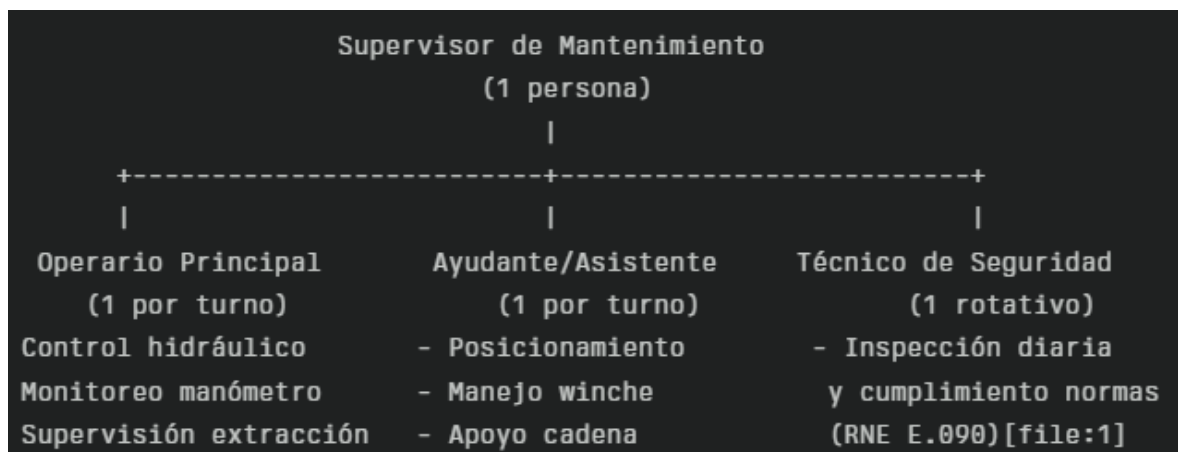 Supervisor de Mantenimiento
(1 persona)
|
+--------------------------+--------------------------+
| | |
Operario Principal Ayudante/Asistente Técnico de Seguridad
(1 por turno) (1 por turno) (1 rotativo)
Control hidráulico - Posicionamiento - Inspección diaria
Monitoreo manómetro - Manejo winche y cumplimiento normas
Supervisión extracción - Apoyo cadena (RNE E.090)[file:1]